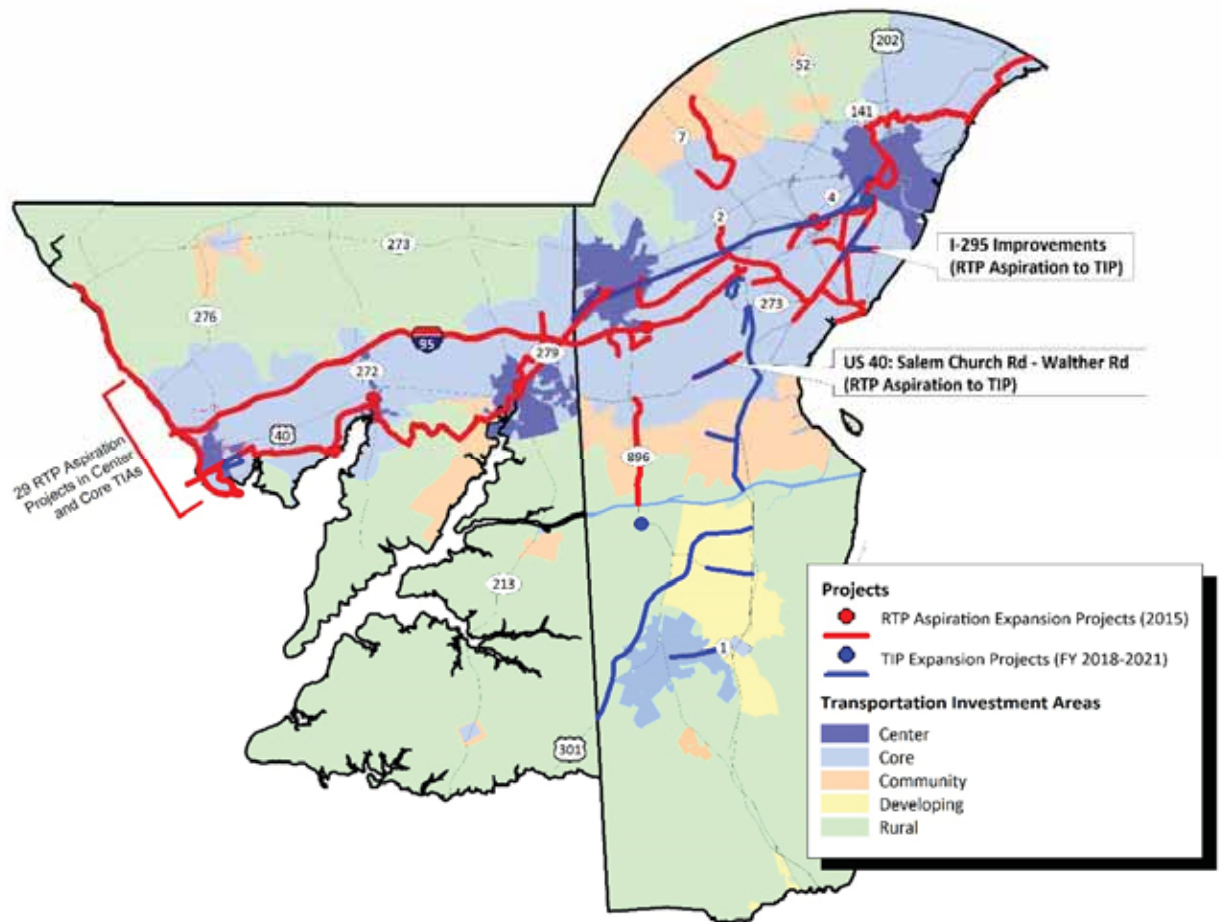 202
52
141
7
4
2
273
I-295 Improvements
(RTP Aspiration to TIP)
276
273
95
279
272
US 40: Salem Church Rd - Walther Rd
(RTP Aspiration to TIP)
40
29 RTP Aspiration
Projects in Center
and Core TIAs
896
213
1
301
Projects
RTP Aspiration Expansion Projects (2015)
TIP Expansion Projects (FY 2018-2021)
Transportation Investment Areas
Center
Core
Community
Developing
Rural